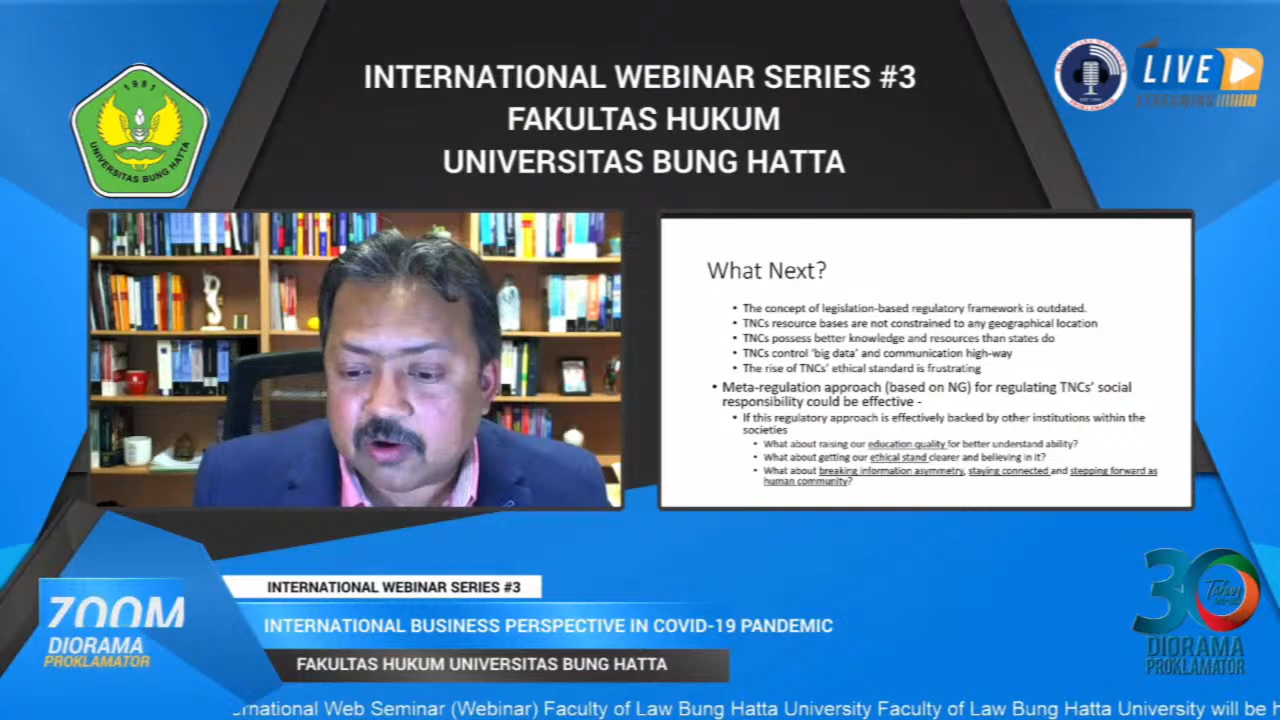 INTERNATIONAL WEBINAR SERIES #3
FAKULTAS HUKUM
UNIVERSITAS BUNG HATTA
1981
UNIVERSITAS BUNG HATTA
LIVE
STREAMING
What Next?
• The concept of legislation-based regulatory framework is outdated.
• TNCs resource bases are not constrained to any geographical location
• TNCs possess better knowledge and resources than states do
• TNCs control 'big data' and communication high-way
• The rise of TNCs' ethical standard is frustrating
• Meta-regulation approach (based on NG) for regulating TNCs' social
responsibility could be effective -
• If this regulatory approach is effectively backed by other institutions within the
societies
• What about raising our education quality for better understand ability?
• What about getting our ethical stand clearer and believing in it?
• What about breaking information asymmetry, staying connected and stepping forward as
human community?
ZOOM
DIORAMA
PROKLAMATOR
INTERNATIONAL WEBINAR SERIES #3
INTERNATIONAL BUSINESS PERSPECTIVE IN COVID-19 PANDEMIC
FAKULTAS HUKUM UNIVERSITAS BUNG HATTA
30
Tahun
DIORAMA
PROKLAMATOR
ernational Web Seminar (Webinar) Faculty of Law Bung Hatta University Faculty of Law Bung Hatta University will be h